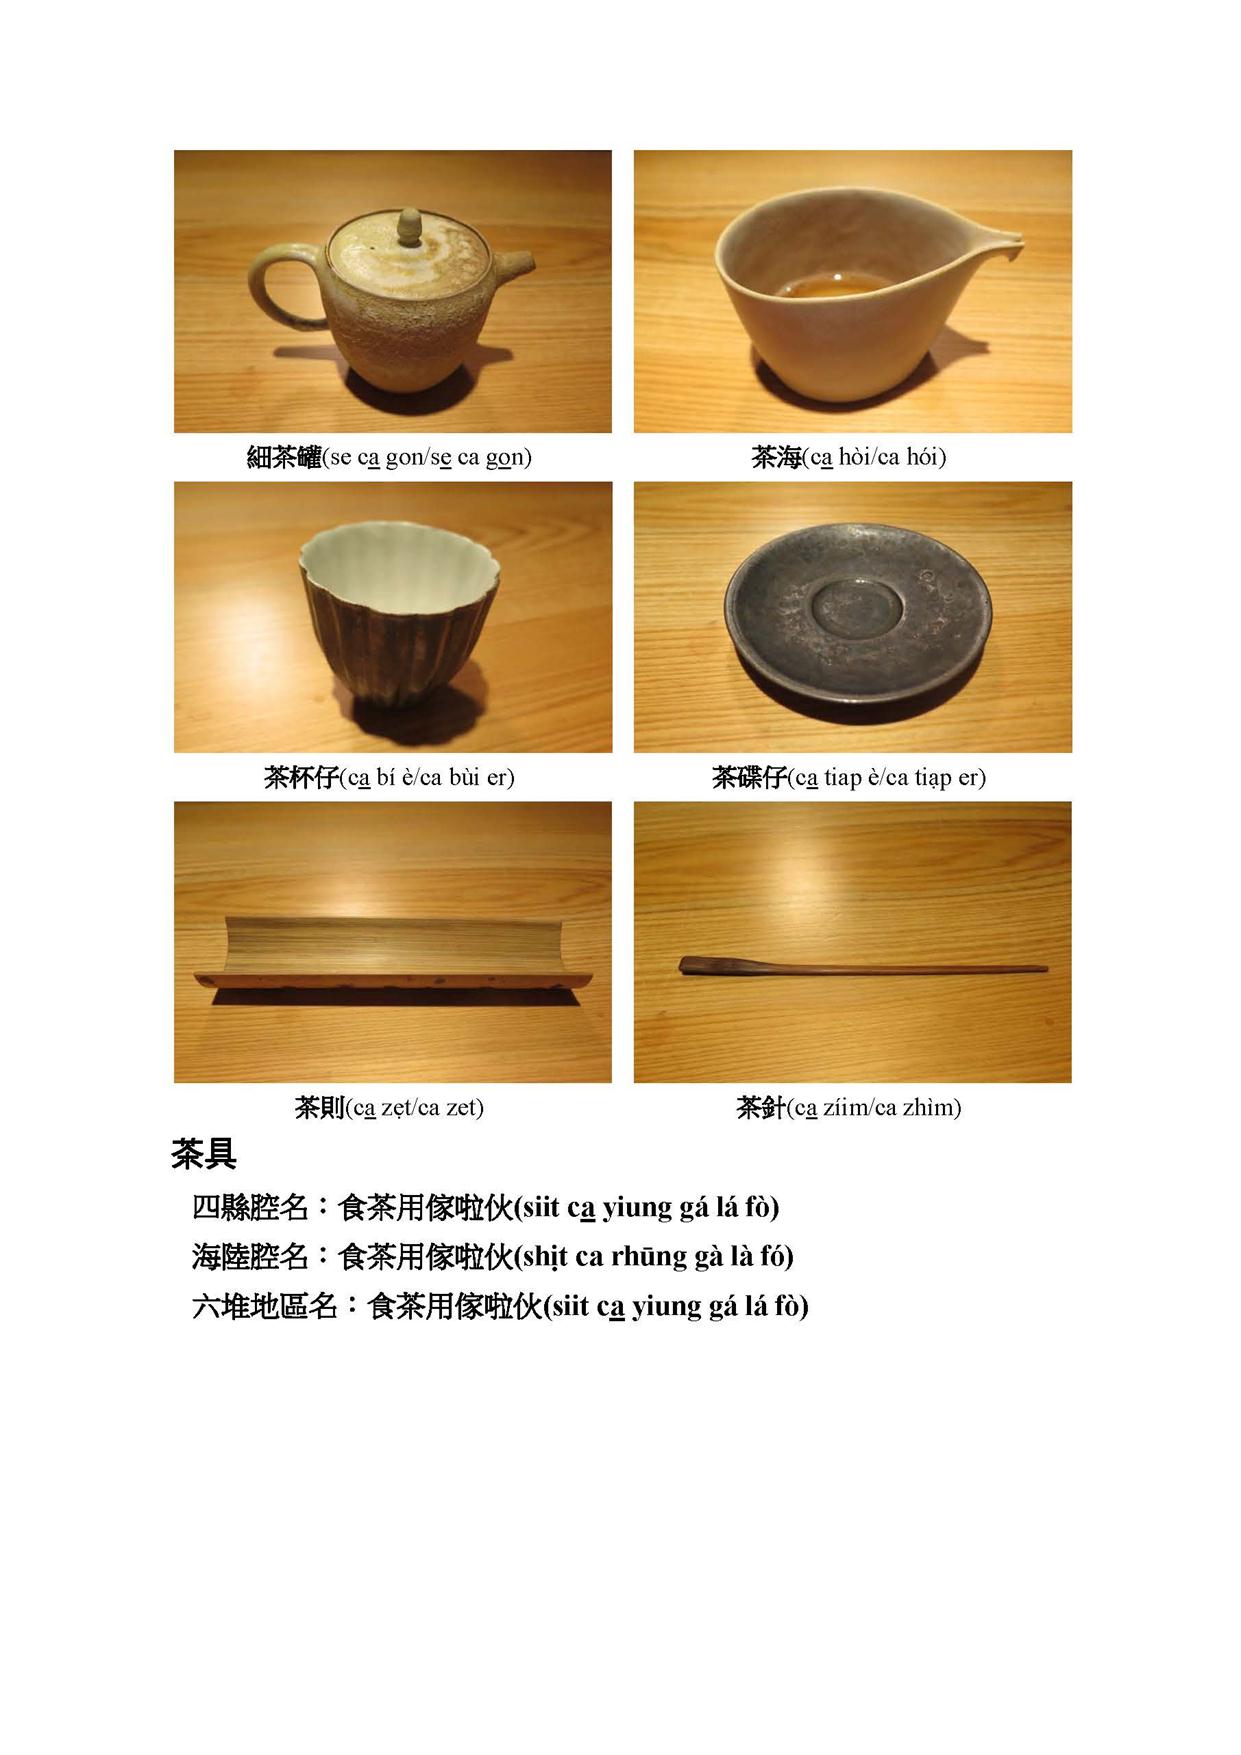 細茶罐(se ca̲ gon/se̲ ca go̲n)
茶海(ca̲ hòi/ca hói)
茶杯仔(ca̲ bí è/ca bùi er)
茶碟仔(ca̲ tiap è/ca tiạp er)
茶則(ca̲ zẹt/ca zet)
茶針(ca̲ zíim/ca zhìm)
茶具
四縣腔名：食茶用傢啦伙(siit ca̲ yiung gá lá fò)
海陸腔名：食茶用傢啦伙(shịt ca rhūng gà là fó)
六堆地區名：食茶用傢啦伙(siit ca̲ yiung gá lá fò)